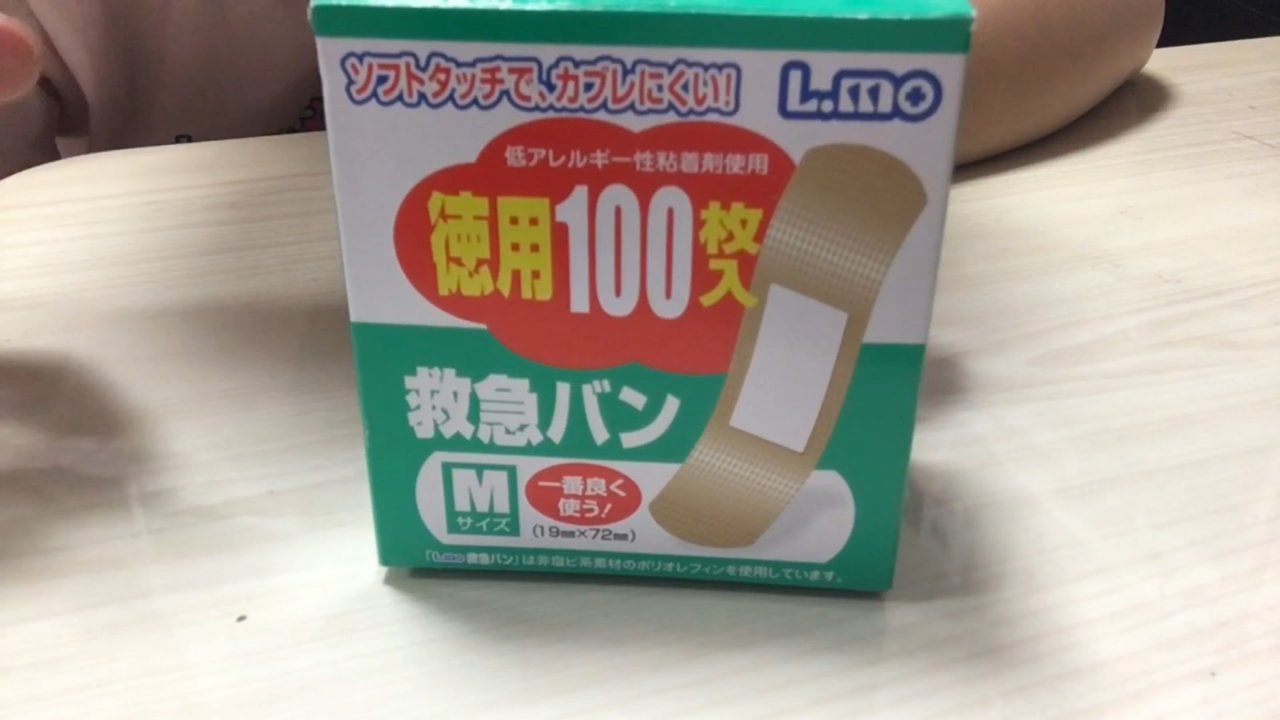 ソフトタッチで、カブレにくい!
L.mo
低アレルギー性粘着剤使用
徳用100枚入
救急バン
M
サイズ
一番良く
使う!
(19㎜×72㎜)
「L.mo救急バン」は非塩ビ系素材のポリオレフィンを使用しています。